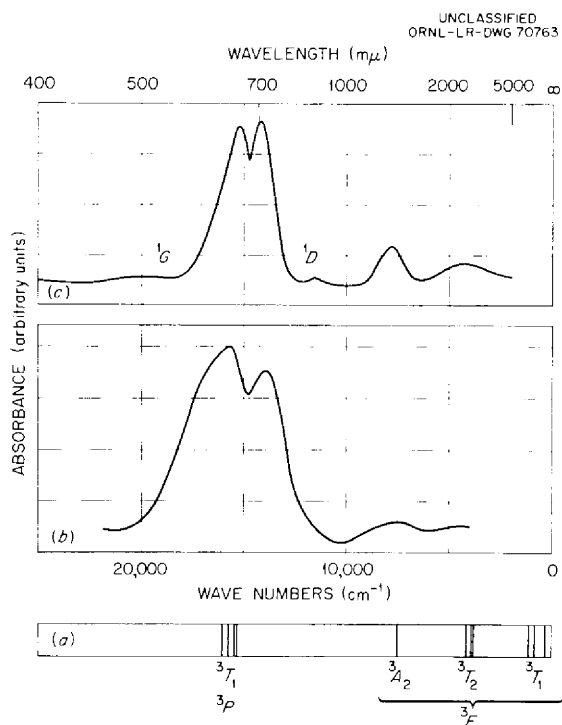 UNCLASSIFIED
ORNL-LR-DWG 70763
WAVELENGTH (mμ)
400 500 700 1000 2000 5000 ∞
ABSORBANCE (arbitrary units)
¹G ¹D
(c)
(b)
20,000 10,000 0
WAVE NUMBERS (cm⁻¹)
(a)
³T₁ ³A₂ ³T₂ ³T₁
³P ³F